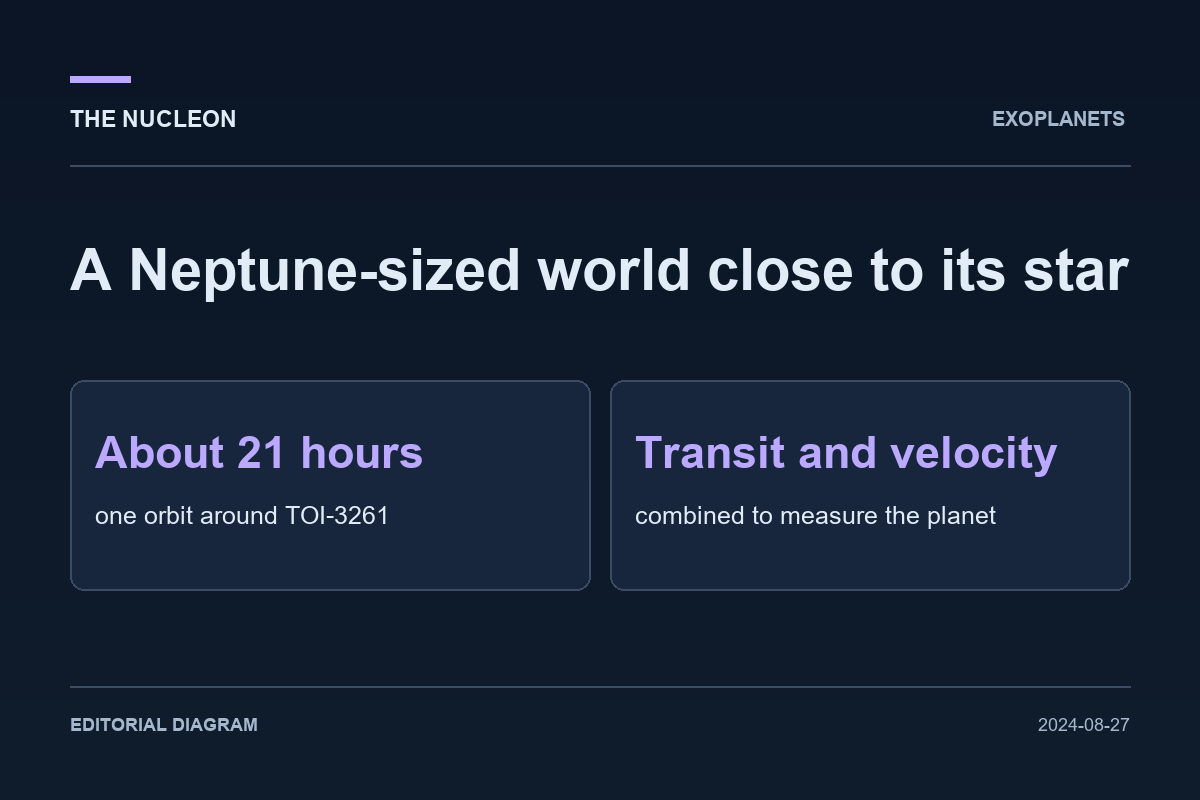 THE NUCLEON
EXOPLANETS
A Neptune-sized world close to its star
About 21 hours
one orbit around TOI-3261
Transit and velocity
combined to measure the planet
EDITORIAL DIAGRAM
2024-08-27